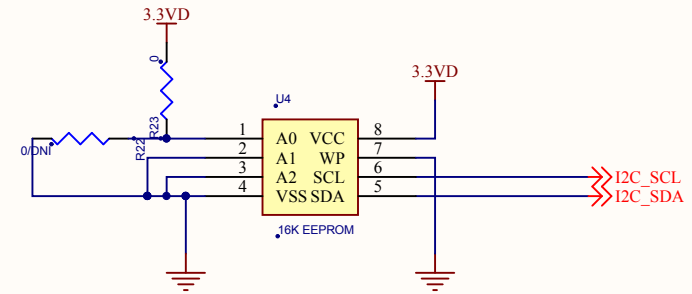 3.3VD
0
3.3VD
U4
R23
1 A0 VCC 8
0/DNI
R22
2 A1 WP 7
3 A2 SCL 6
I2C_SCL
4 VSS SDA 5
I2C_SDA
16K EEPROM